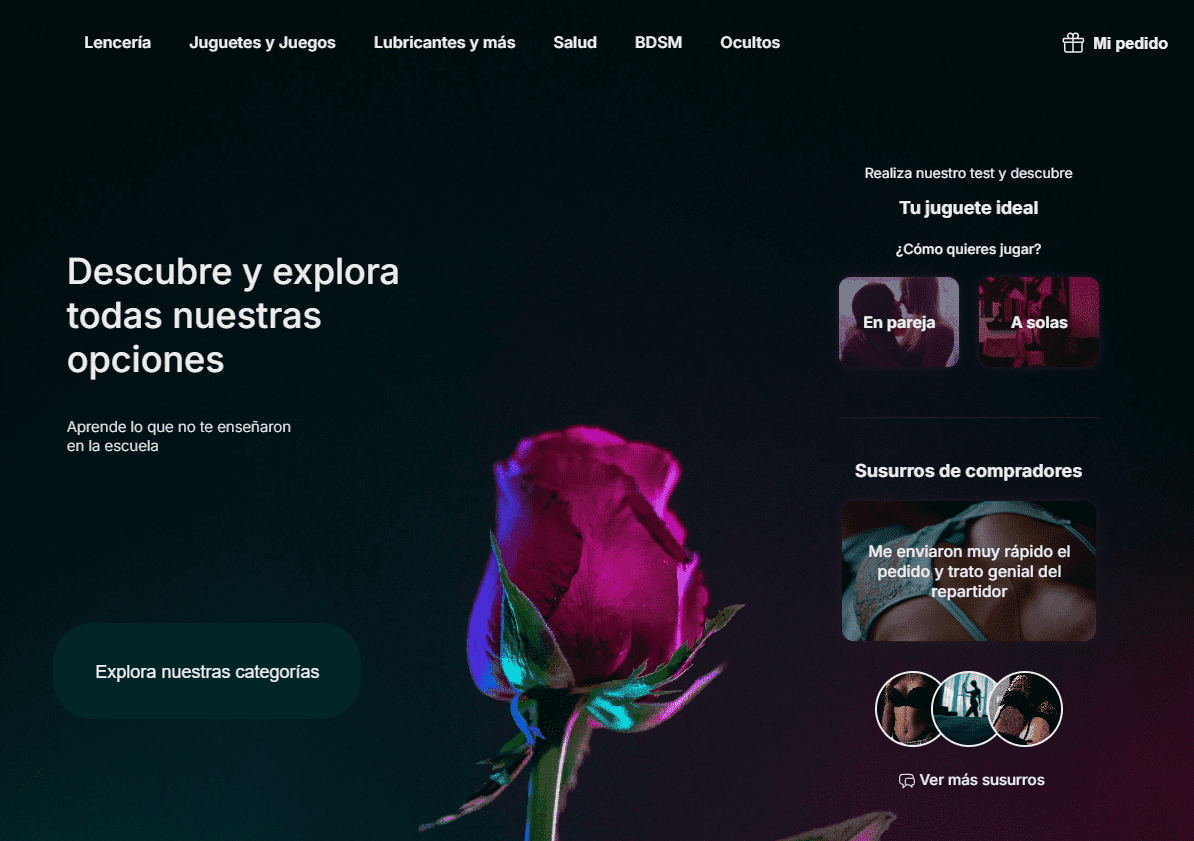 Lencería
Juguetes y Juegos
Lubricantes y más
Salud
BDSM
Ocultos
Mi pedido
Descubre y explora
todas nuestras
opciones
Aprende lo que no te enseñaron
en la escuela
Explora nuestras categorías
Realiza nuestro test y descubre
Tu juguete ideal
¿Cómo quieres jugar?
En pareja
A solas
Susurros de compradores
Me enviaron muy rápido el
pedido y trato genial del
repartidor
Ver más susurros